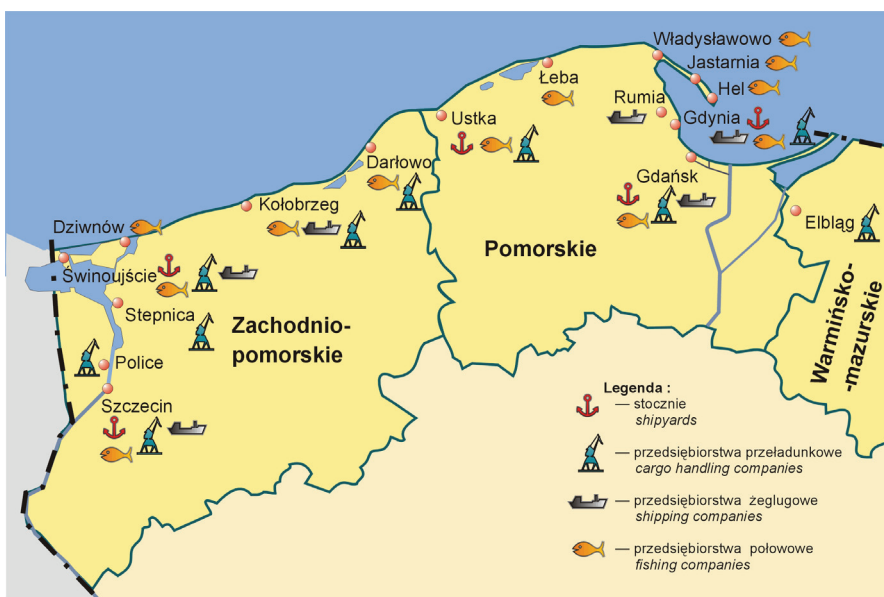 Władysławowo
Jastarnia
Hel
Łeba
Rumia
Gdynia
Ustka
Darłowo
Gdańsk
Kołobrzeg
Elbląg
Dziwnów
Pomorskie
Świnoujście
Stepnica
Zachodnio-
pomorskie
Warmińsko-
-mazurskie
Police
Szczecin
Legenda :
— stocznie
shipyards
— przedsiębiorstwa przeładunkowe
cargo handling companies
— przedsiębiorstwa żeglugowe
shipping companies
— przedsiębiorstwa połowowe
fishing companies